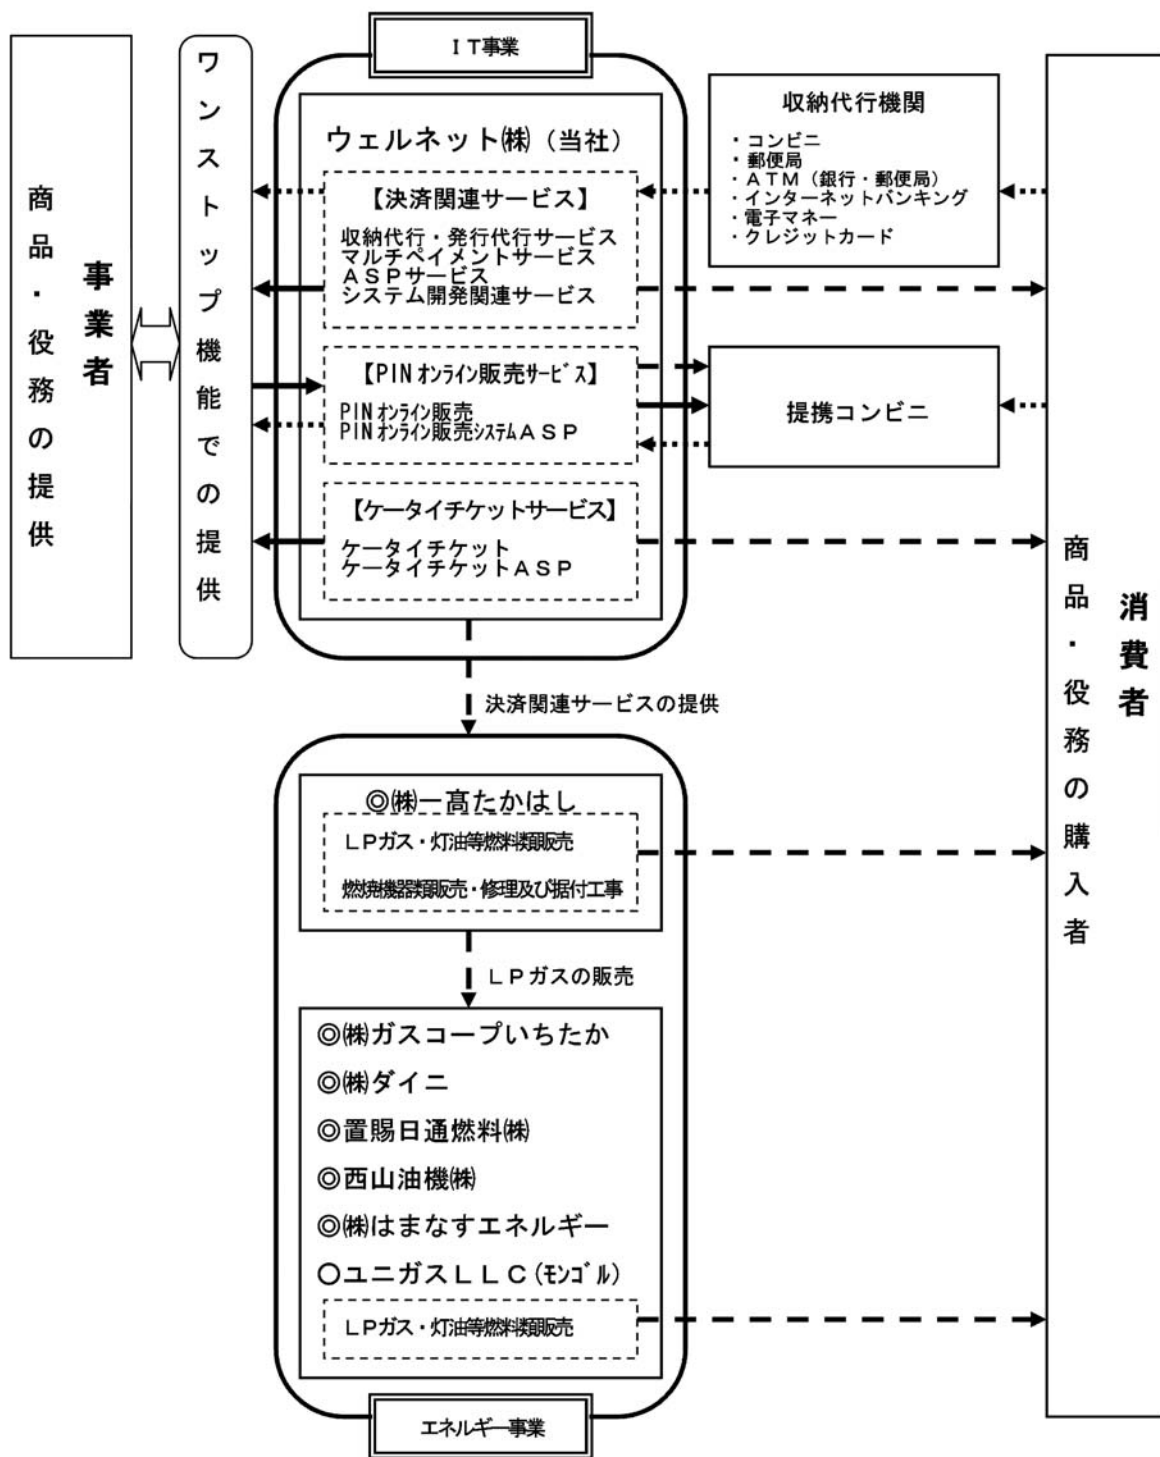 ＩＴ事業
事業者
商品・役務の提供
ワンストップ機能での提供
ウェルネット㈱（当社）
【決済関連サービス】
収納代行・発行代行サービス
マルチペイメントサービス
ＡＳＰサービス
システム開発関連サービス
【PINオンライン販売ｻｰﾋﾞｽ】
PINオンライン販売
PINオンライン販売ｼｽﾃﾑＡＳＰ
【ケータイチケットサービス】
ケータイチケット
ケータイチケットＡＳＰ
収納代行機関
・コンビニ
・郵便局
・ＡＴＭ（銀行・郵便局）
・インターネットバンキング
・電子マネー
・クレジットカード
提携コンビニ
消費者
商品・役務の購入者
決済関連サービスの提供
◎㈱一髙たかはし
ＬＰガス・灯油等燃料類販売
燃焼機器類販売・修理及び据付工事
ＬＰガスの販売
◎㈱ガスコープいちたか
◎㈱ダイニ
◎置賜日通燃料㈱
◎西山油機㈱
◎㈱はまなすエネルギー
○ユニガスＬＬＣ(ﾓﾝｺﾞﾙ)
ＬＰガス・灯油等燃料類販売
エネルギー事業